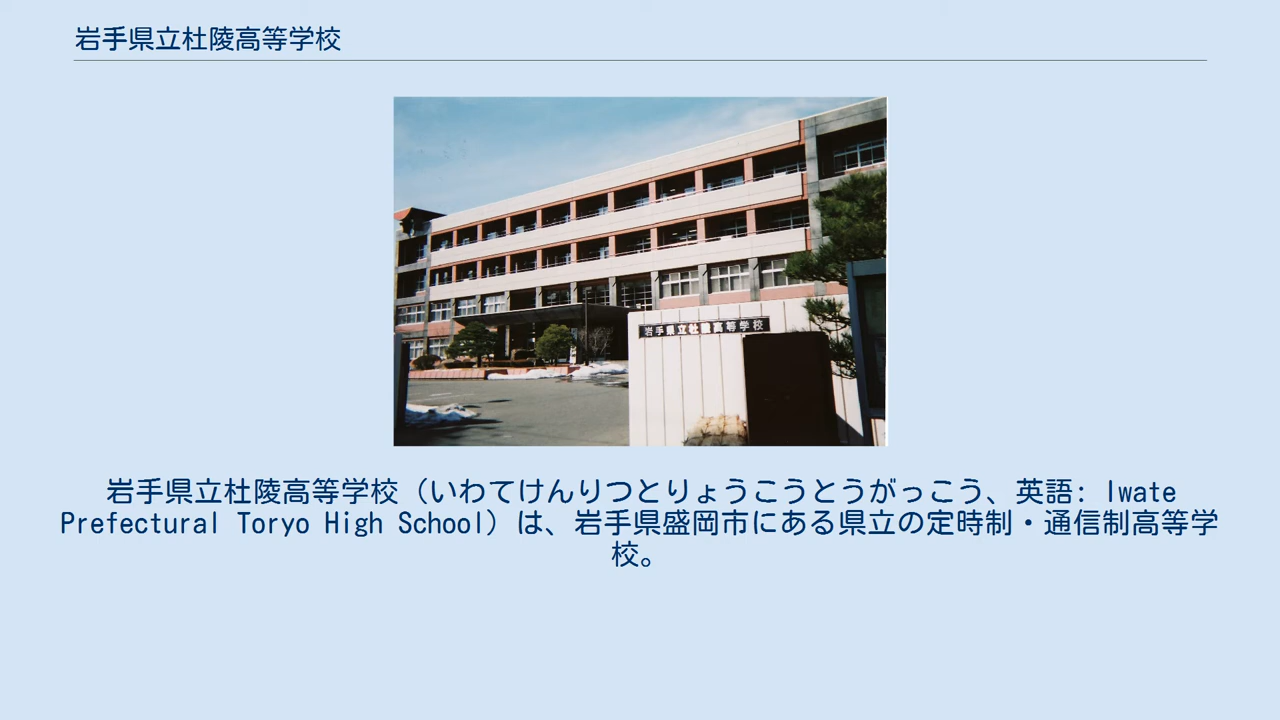 岩手県立杜陵高等学校
岩手県立杜陵高等学校
岩手県立杜陵高等学校（いわてけんりつとりょうこうとうがっこう、英語: Iwate
Prefectural Toryo High School）は、岩手県盛岡市にある県立の定時制・通信制高等学
校。